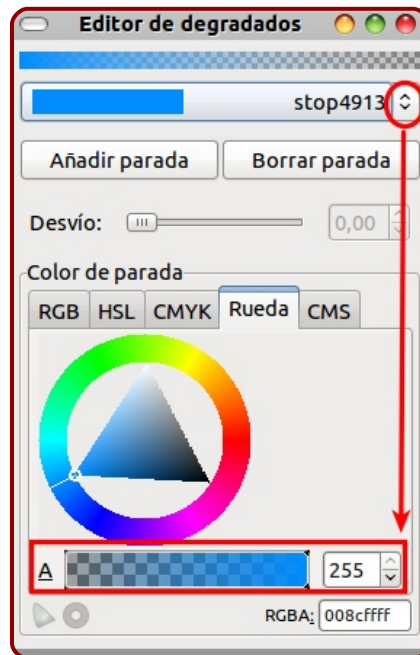 Editor de degradados
stop4913
Añadir parada Borrar parada
Desvío: 0,00
Color de parada
RGB HSL CMYK Rueda CMS
A 255
RGBA: 008cffff